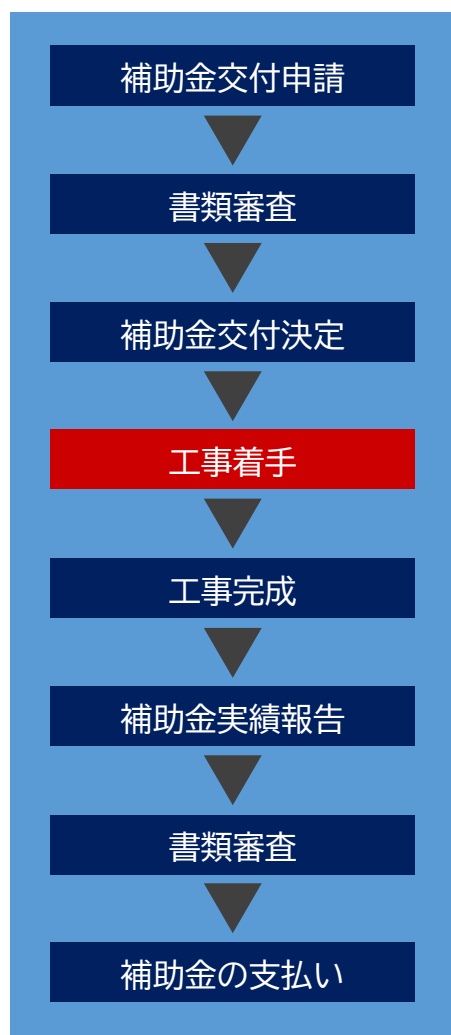 補助金交付申請
書類審査
補助金交付決定
工事着手
工事完成
補助金実績報告
書類審査
補助金の支払い